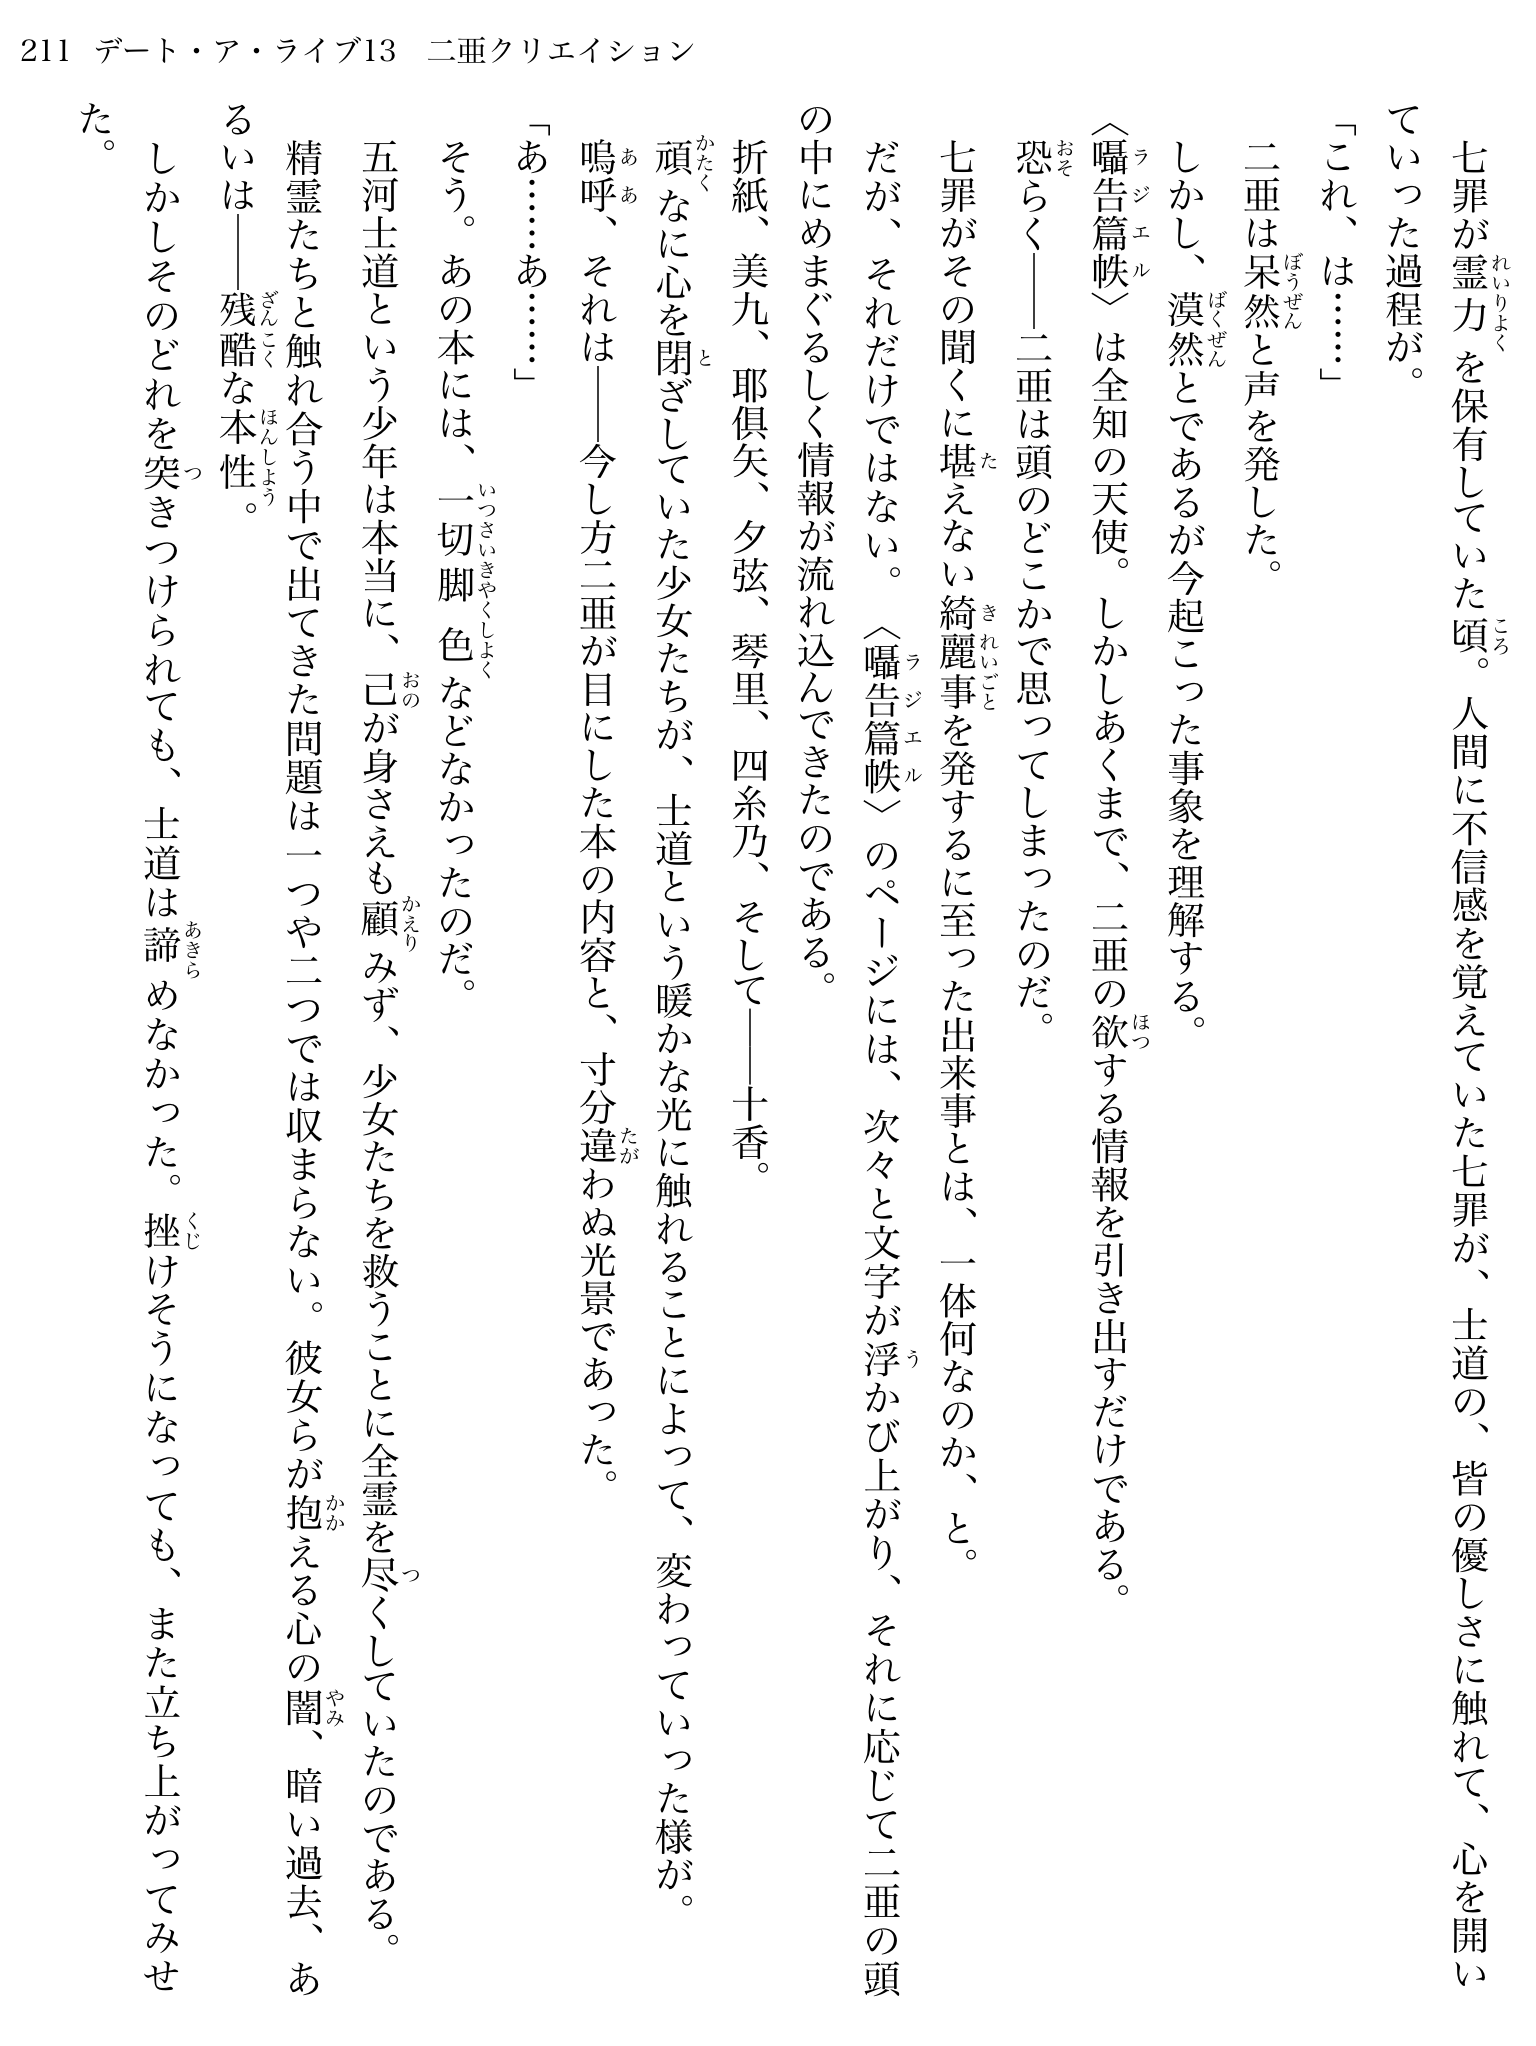 211 デート・ア・ライブ13 二亜クリエイション
七罪が霊力を保有していた頃。人間に不信感を覚えていた七罪が、士道の、皆の優しさに触れて、心を開い
ていった過程が。
「これ、は……」
二亜は呆然と声を発した。
しかし、漠然とであるが今起こった事象を理解する。
〈囁告篇帙〉は全知の天使。しかしあくまで、二亜の欲する情報を引き出すだけである。
恐らく――二亜は頭のどこかで思ってしまったのだ。
七罪がその聞くに堪えない綺麗事を発するに至った出来事とは、一体何なのか、と。
だが、それだけではない。〈囁告篇帙〉のページには、次々と文字が浮かび上がり、それに応じて二亜の頭
の中にめまぐるしく情報が流れ込んできたのである。
折紙、美九、耶倶矢、夕弦、琴里、四糸乃、そして――十香。
頑なに心を閉ざしていた少女たちが、士道という暖かな光に触れることによって、変わっていった様が。
嗚呼、それは――今し方二亜が目にした本の内容と、寸分違わぬ光景であった。
「あ……あ……」
そう。あの本には、一切脚色などなかったのだ。
五河士道という少年は本当に、己が身さえも顧みず、少女たちを救うことに全霊を尽くしていたのである。
精霊たちと触れ合う中で出てきた問題は一つや二つでは収まらない。彼女らが抱える心の闇、暗い過去、あ
るいは――残酷な本性。
しかしそのどれを突きつけられても、士道は諦めなかった。挫けそうになっても、また立ち上がってみせ
た。